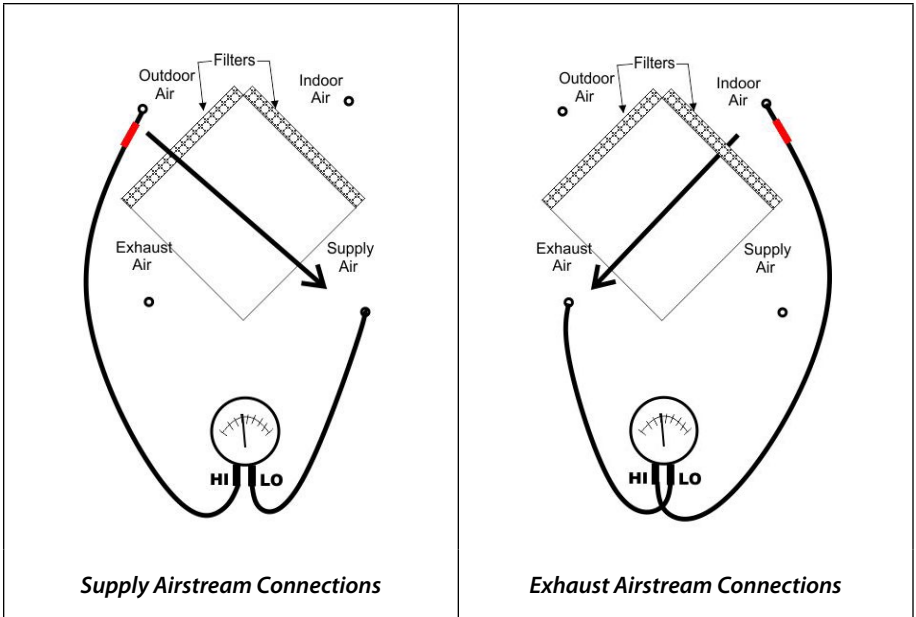 Filters
Outdoor
Air
Indoor
Air
Exhaust
Air
Supply
Air
HI LO
Supply Airstream Connections
Filters
Outdoor
Air
Indoor
Air
Exhaust
Air
Supply
Air
HI LO
Exhaust Airstream Connections